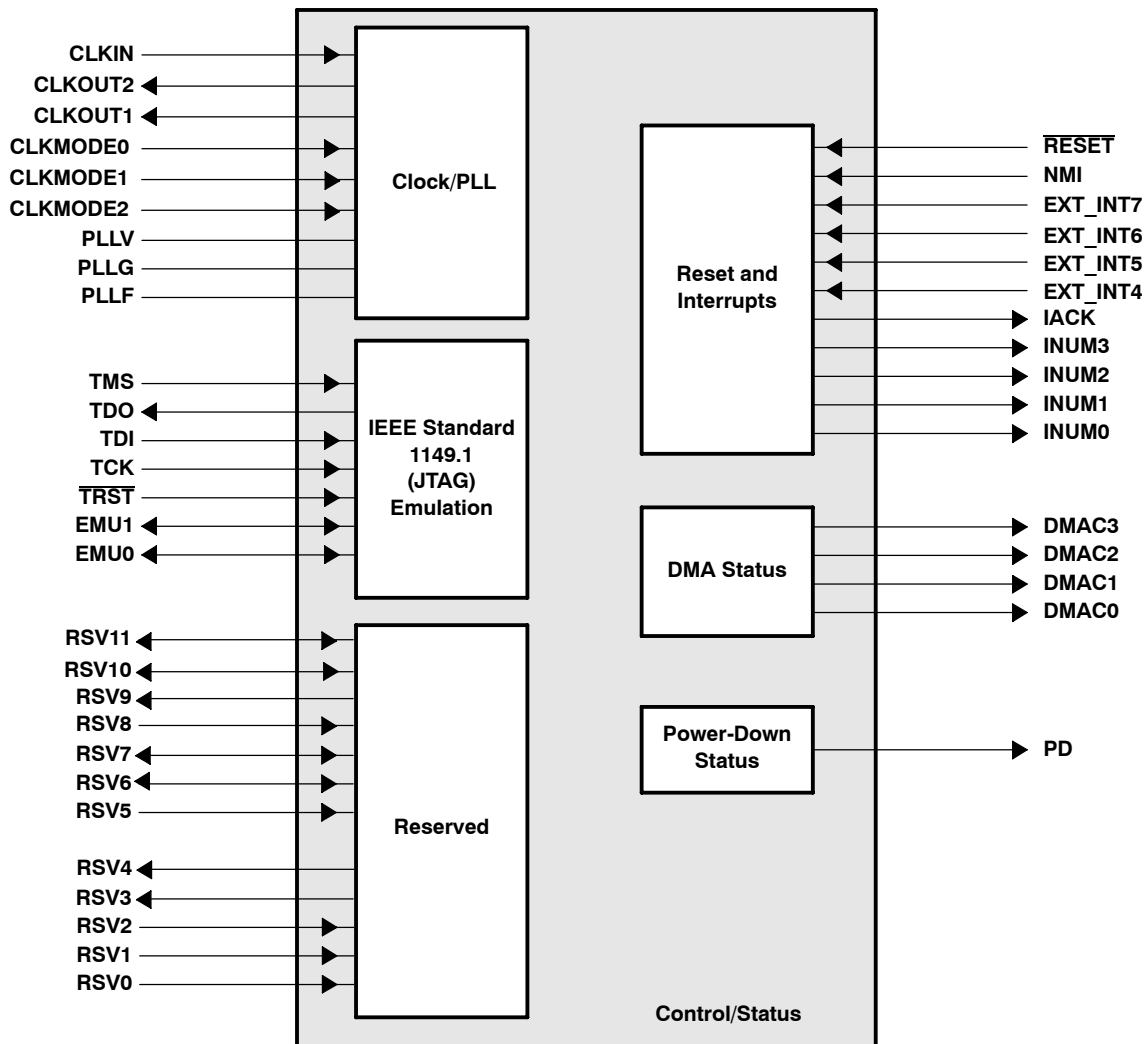 CLKIN
CLKOUT2
CLKOUT1
CLKMODE0
CLKMODE1
CLKMODE2
PLLV
PLLG
PLLF
Clock/PLL
TMS
TDO
TDI
TCK
T̅R̅S̅T̅
EMU1
EMU0
IEEE Standard
1149.1
(JTAG)
Emulation
RSV11
RSV10
RSV9
RSV8
RSV7
RSV6
RSV5
RSV4
RSV3
RSV2
RSV1
RSV0
Reserved
Reset and
Interrupts
R̅E̅S̅E̅T̅
NMI
EXT_INT7
EXT_INT6
EXT_INT5
EXT_INT4
IACK
INUM3
INUM2
INUM1
INUM0
DMA Status
DMAC3
DMAC2
DMAC1
DMAC0
Power-Down
Status
PD
Control/Status